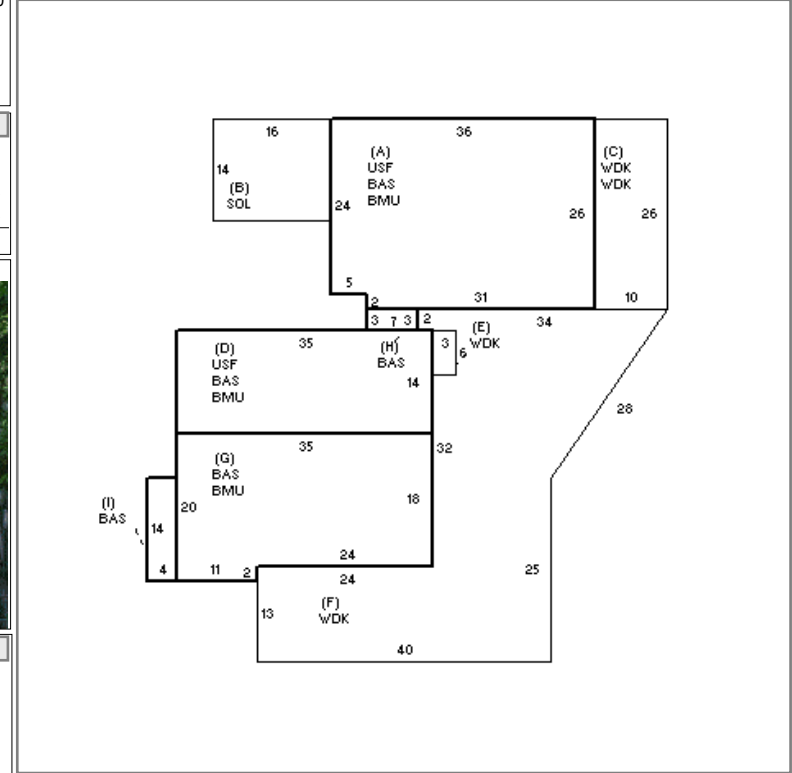 16
36
14
(B)
SOL
(A)
USF
BAS
BMU
24
26
(C)
WDK
WDK
26
5
2
31
10
3 7 3 2
34
(E)
WDK
3
6
35
(D)
USF
BAS
BMU
(H)
BAS
14
28
35
32
(G)
BAS
BMU
20
18
(I)
BAS
14
4
11
2
24
24
25
13
(F)
WDK
40